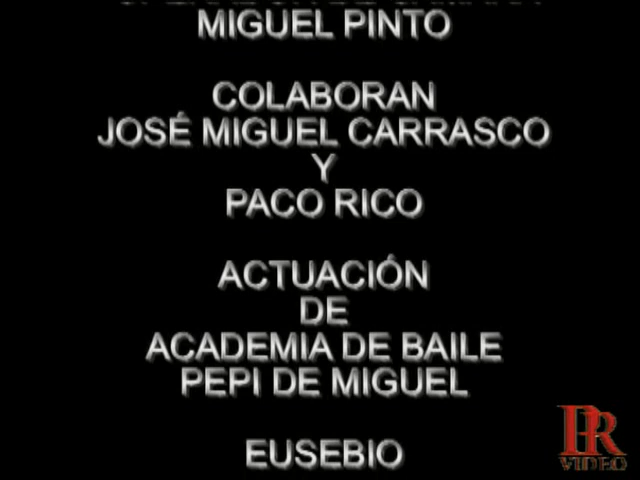 MIGUEL PINTO
COLABORAN
JOSÉ MIGUEL CARRASCO
Y
PACO RICO
ACTUACIÓN
DE
ACADEMIA DE BAILE
PEPI DE MIGUEL
EUSEBIO
PR
VIDEO